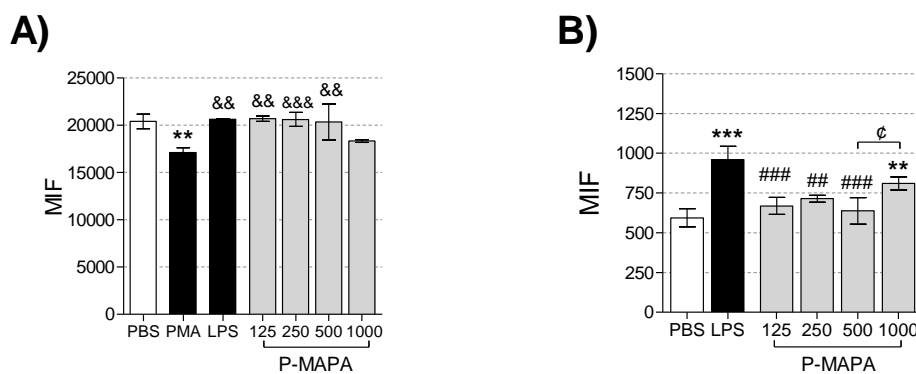 A)
25000
20000
15000
10000
5000
0
MIF
** && && &&& &&
PBS PMA LPS 125 250 500 1000
P-MAPA
B)
1500
1250
1000
750
500
250
0
MIF
*** ### ## ### ¢ **
PBS LPS 125 250 500 1000
P-MAPA